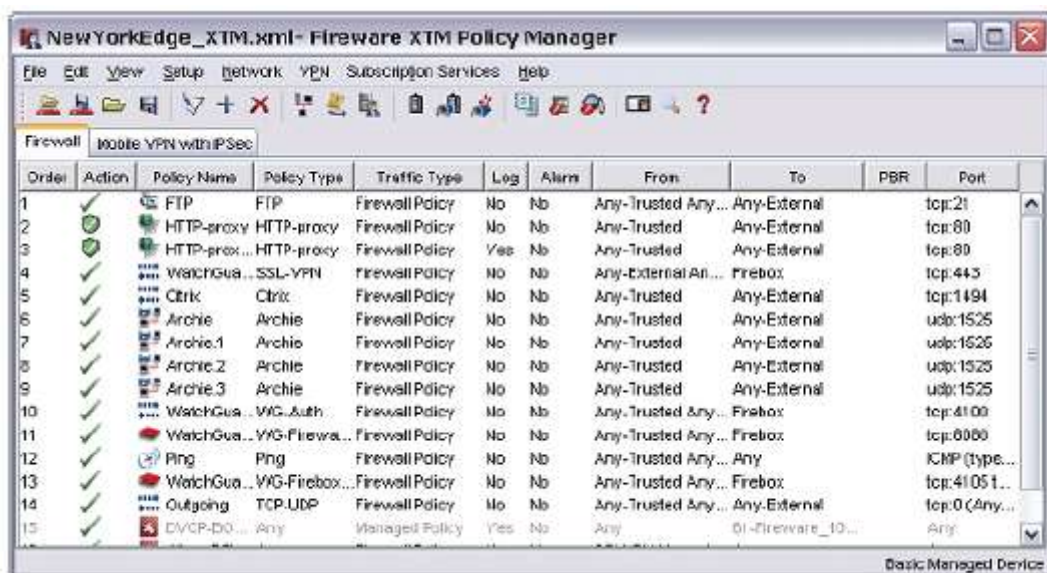 NewYorkEdge_XTM.xml- Fireware XTM Policy Manager
File Edit View Setup Network VPN Subscription Services Help
Firewall Mobile VPN with IPSec
Order Action Policy Name Policy Type Traffic Type Log Alarm From To PBR Port
1 FTP FTP Firewall Policy No No Any-Trusted Any... Any-External tcp:21
2 HTTP-proxy HTTP-proxy Firewall Policy No No Any-Trusted Any-External tcp:80
3 HTTP-prox... HTTP-proxy Firewall Policy Yes No Any-Trusted Any-External tcp:80
4 WatchGua... SSL-VPN Firewall Policy No No Any-External An... Firebox tcp:443
5 Citrix Citrix Firewall Policy No No Any-Trusted Any-External tcp:1494
6 Archie Archie Firewall Policy No No Any-Trusted Any-External udp:1525
7 Archie.1 Archie Firewall Policy No No Any-Trusted Any-External udp:1525
8 Archie.2 Archie Firewall Policy No No Any-Trusted Any-External udp:1525
9 Archie.3 Archie Firewall Policy No No Any-Trusted Any-External udp:1525
10 WatchGua... WG-Auth Firewall Policy No No Any-Trusted Any... Firebox tcp:4100
11 WatchGua... WG-Firewa... Firewall Policy No No Any-Trusted Any... Firebox tcp:8080
12 Ping Ping Firewall Policy No No Any-Trusted Any... Any ICMP (type...
13 WatchGua... WG-Firebox... Firewall Policy No No Any-Trusted Any... Firebox tcp:4105 t...
14 Outgoing TCP-UDP Firewall Policy No No Any-Trusted Any... Any-External tcp:0 (Any...
15 DVCP-BO... Any Managed Policy Yes No Any Any
Basic Managed Device